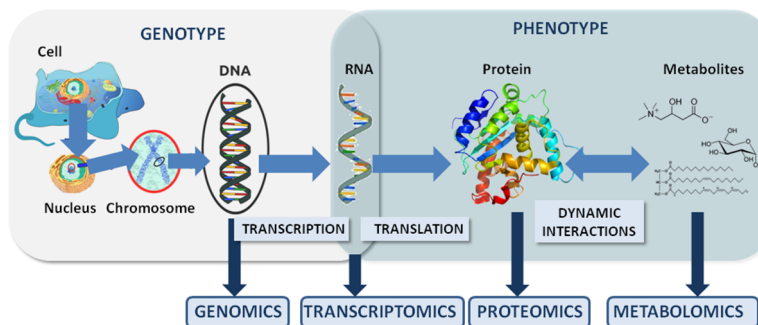 GENOTYPE
PHENOTYPE
Cell
DNA
RNA
Protein
Metabolites
Nucleus
Chromosome
TRANSCRIPTION
TRANSLATION
DYNAMIC
INTERACTIONS
GENOMICS
TRANSCRIPTOMICS
PROTEOMICS
METABOLOMICS